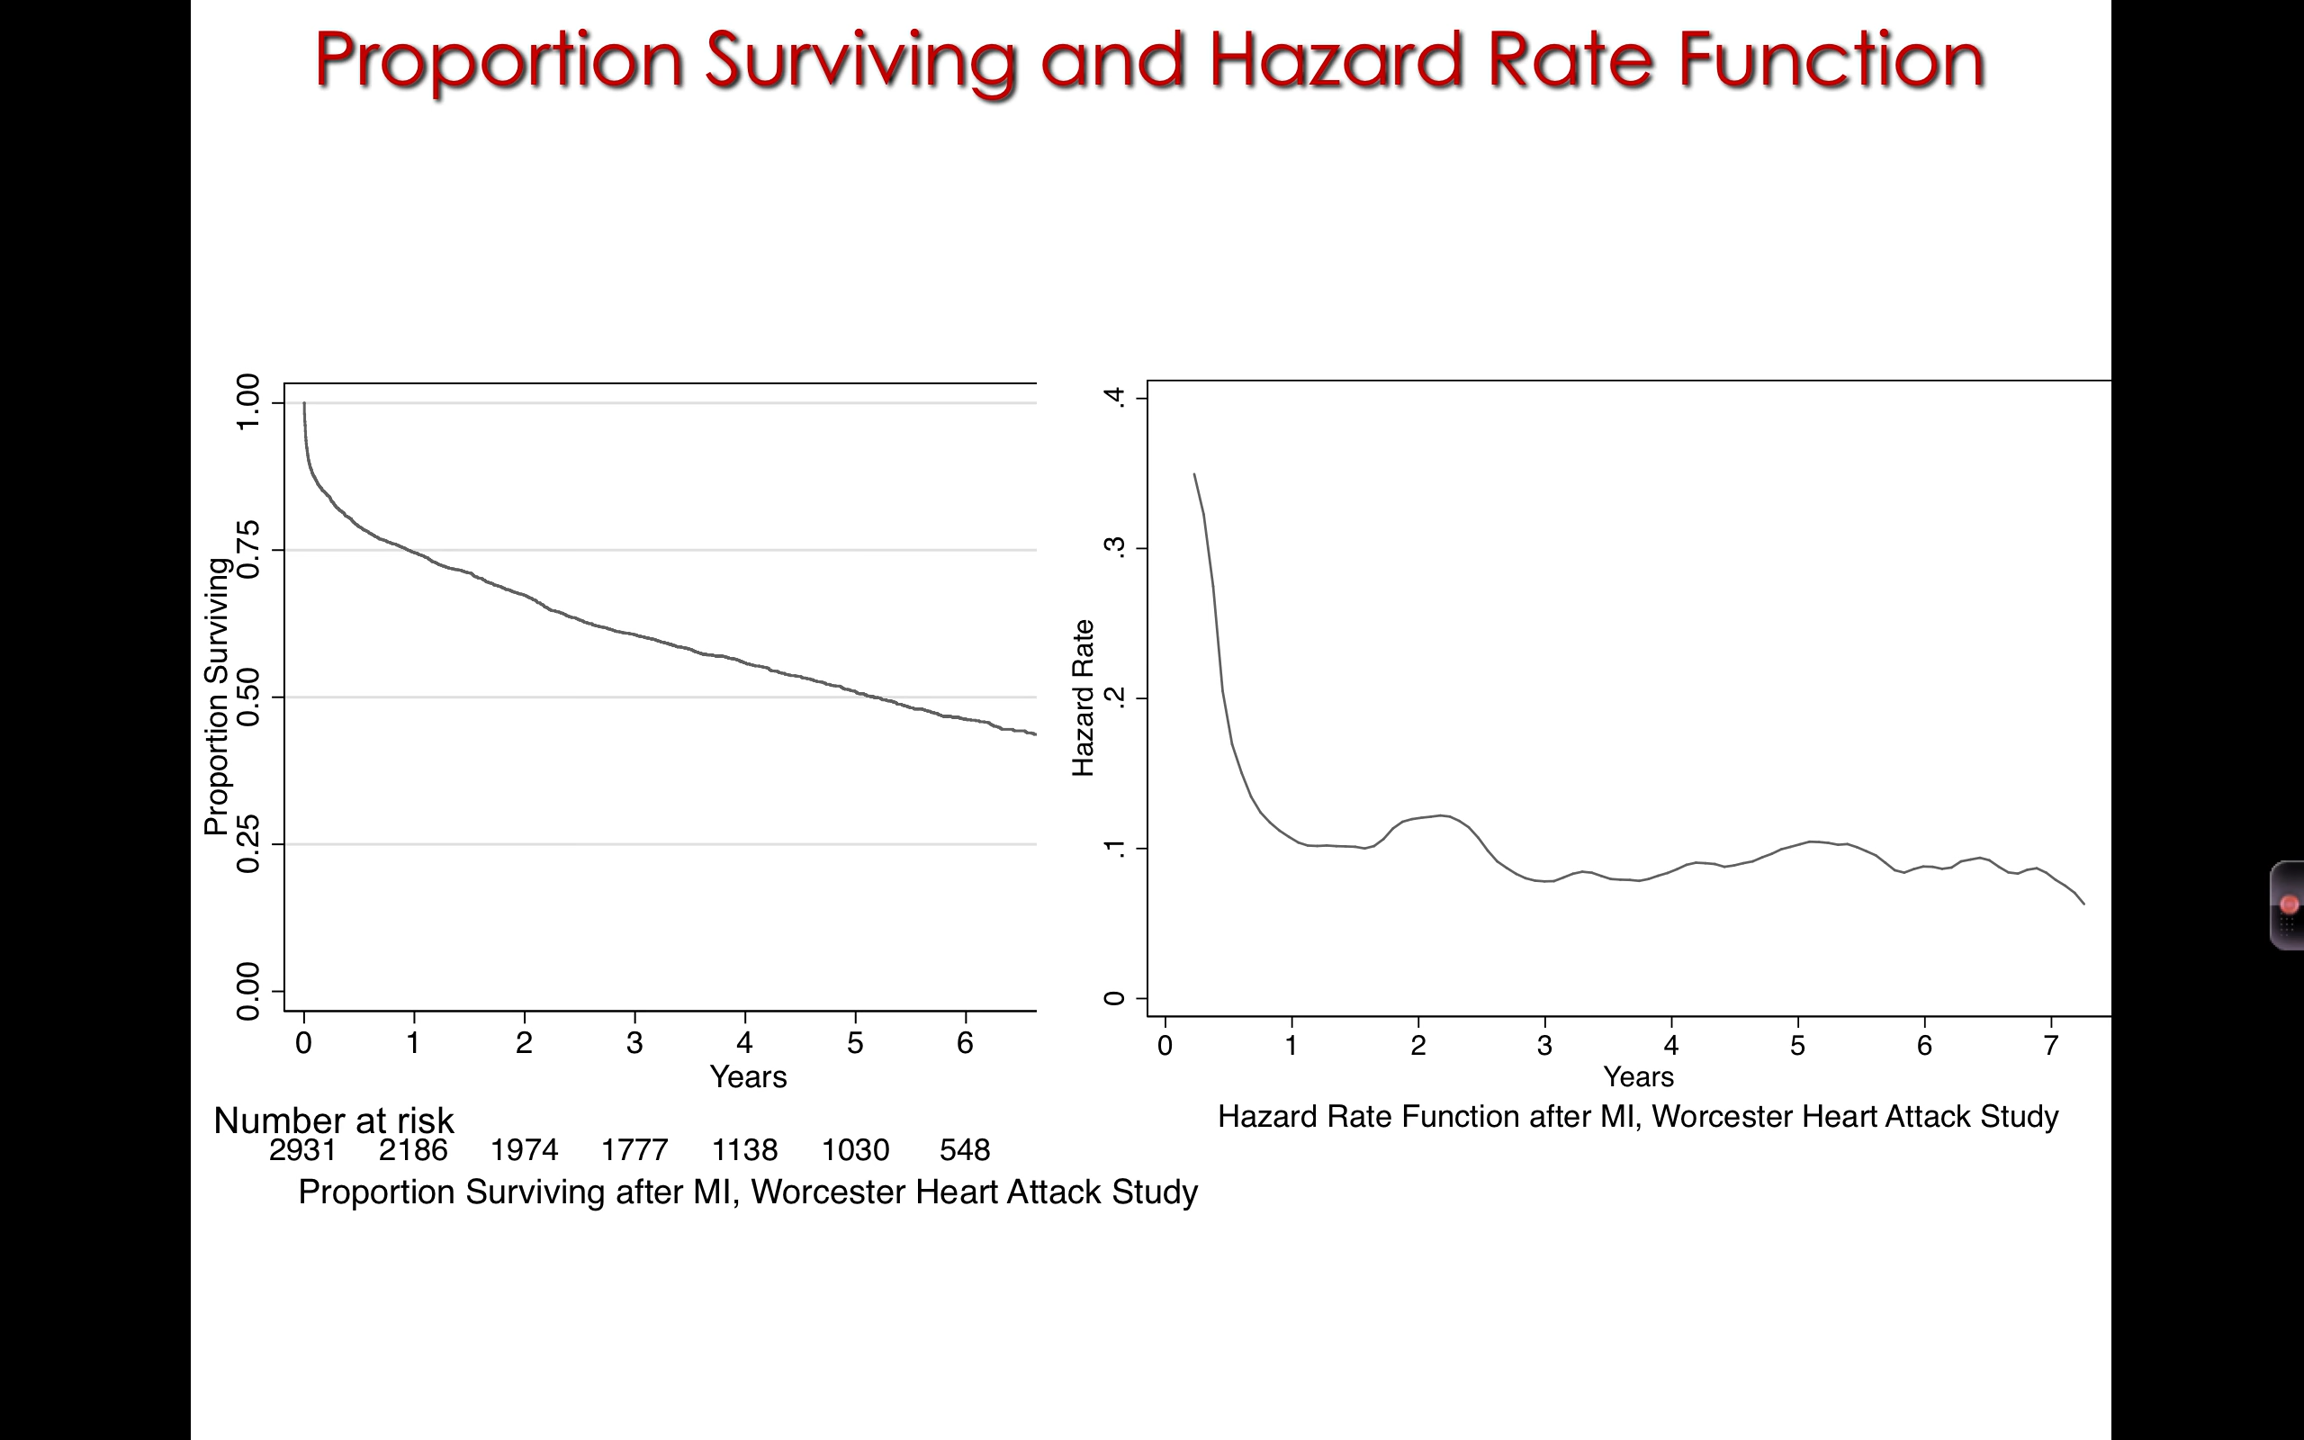 Proportion Surviving and Hazard Rate Function
Proportion Surviving
1.00
0.75
0.50
0.25
0.00
0 1 2 3 4 5 6
Years
Number at risk
2931 2186 1974 1777 1138 1030 548
Proportion Surviving after MI, Worcester Heart Attack Study
Hazard Rate
.4
.3
.2
.1
0
0 1 2 3 4 5 6 7
Years
Hazard Rate Function after MI, Worcester Heart Attack Study